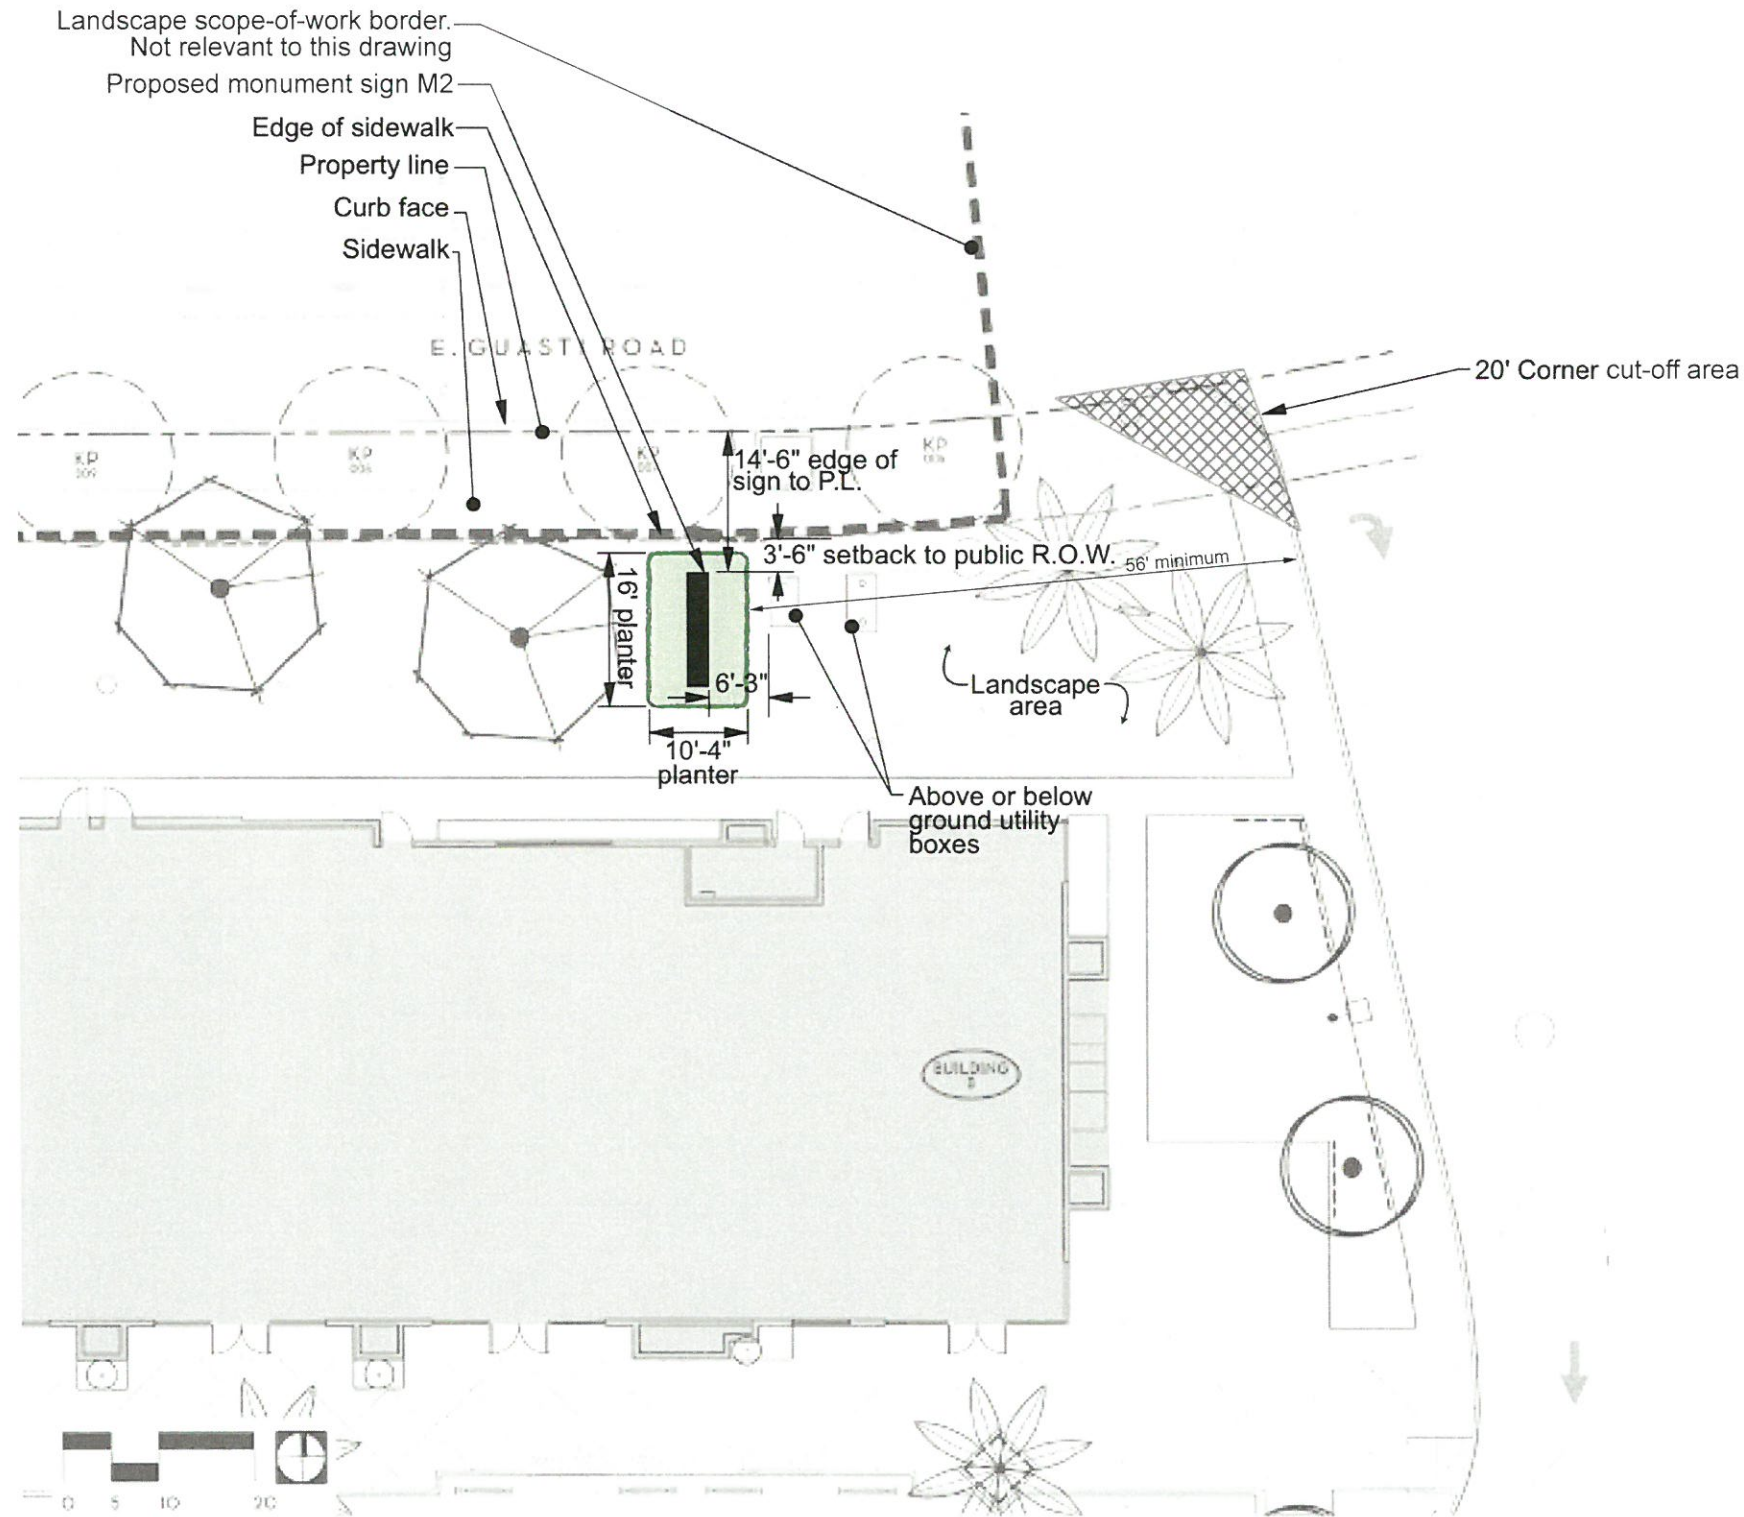 Landscape scope-of-work border.
Not relevant to this drawing
Proposed monument sign M2
Edge of sidewalk
Property line
Curb face
Sidewalk
E. GUASTI ROAD
20' Corner cut-off area
KP
009
KP
008
KP
KP
14'-6" edge of
sign to P.L.
3'-6" setback to public R.O.W.
56' minimum
16' planter
6'-3"
Landscape
area
10'-4"
planter
Above or below
ground utility
boxes
BUILDING
0 5 10 20